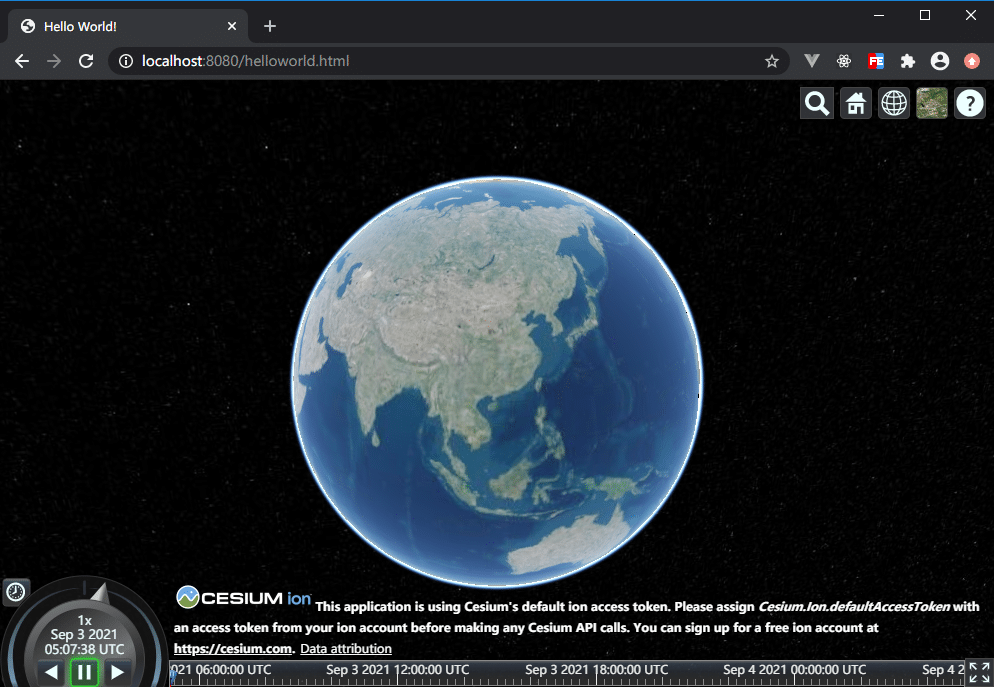 Hello World!
localhost:8080/helloworld.html
FE
?
CESIUM ion This application is using Cesium's default ion access token. Please assign Cesium.Ion.defaultAccessToken with
an access token from your ion account before making any Cesium API calls. You can sign up for a free ion account at
https://cesium.com. Data attribution
1x
Sep 3 2021
05:07:38 UTC
021 06:00:00 UTC Sep 3 2021 12:00:00 UTC Sep 3 2021 18:00:00 UTC Sep 4 2021 00:00:00 UTC Sep 4 2